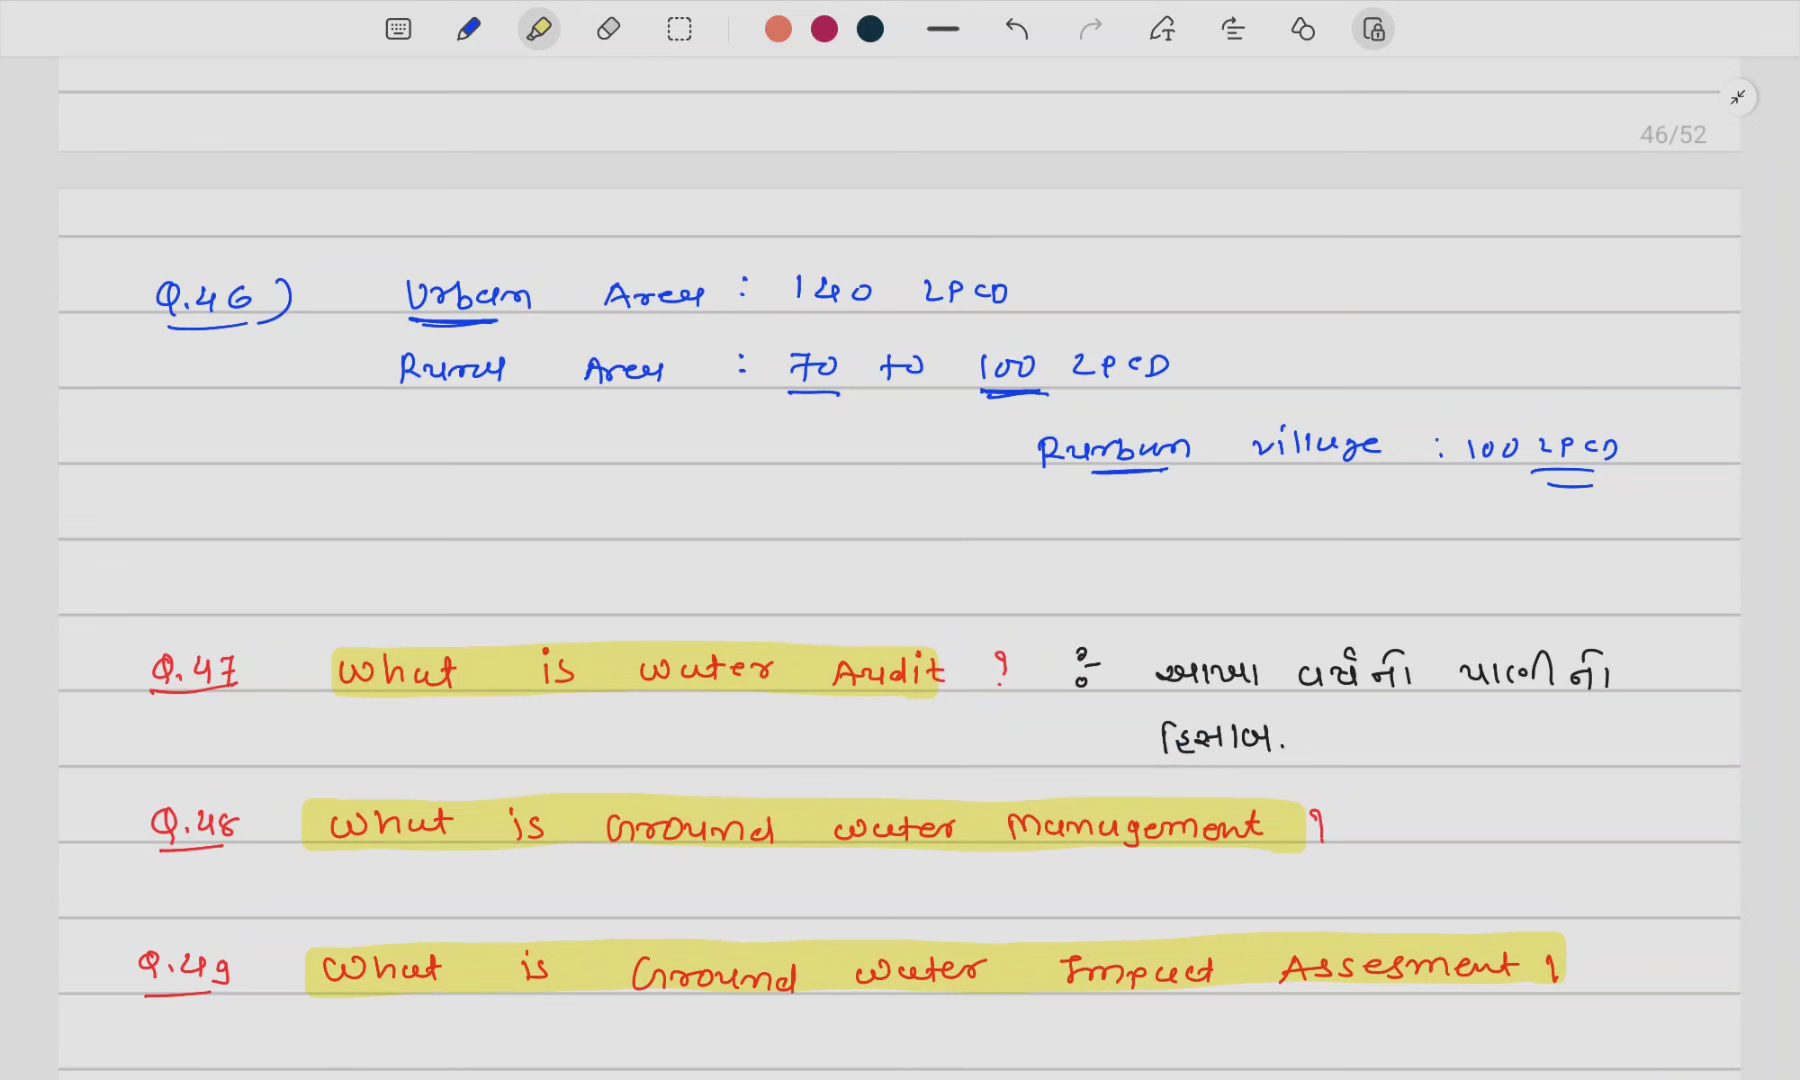 46/52
Q.46) Urban Area : 140 LPCD
Rural Area : 70 to 100 LPCD
Rurban village : 100 LPCD
Q.47 What is water Audit ? :- આખા વર્ષની પાણીની
હિસાબ.
Q.48 What is Ground water Management ?
Q.49 What is Ground water Impact Assesment ?